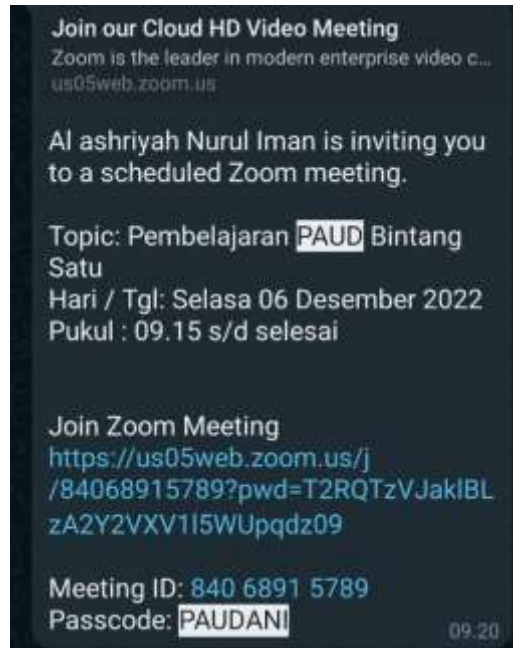 Join our Cloud HD Video Meeting
Zoom is the leader in modern enterprise video c...
us05web.zoom.us
Al ashriyah Nurul Iman is inviting you
to a scheduled Zoom meeting.
Topic: Pembelajaran PAUD Bintang
Satu
Hari / Tgl: Selasa 06 Desember 2022
Pukul : 09.15 s/d selesai
Join Zoom Meeting
https://us05web.zoom.us/j
/84068915789?pwd=T2RQTzVJaklBL
zA2Y2VXV1l5WUpqdz09
Meeting ID: 840 6891 5789
Passcode: PAUDANI
09.20